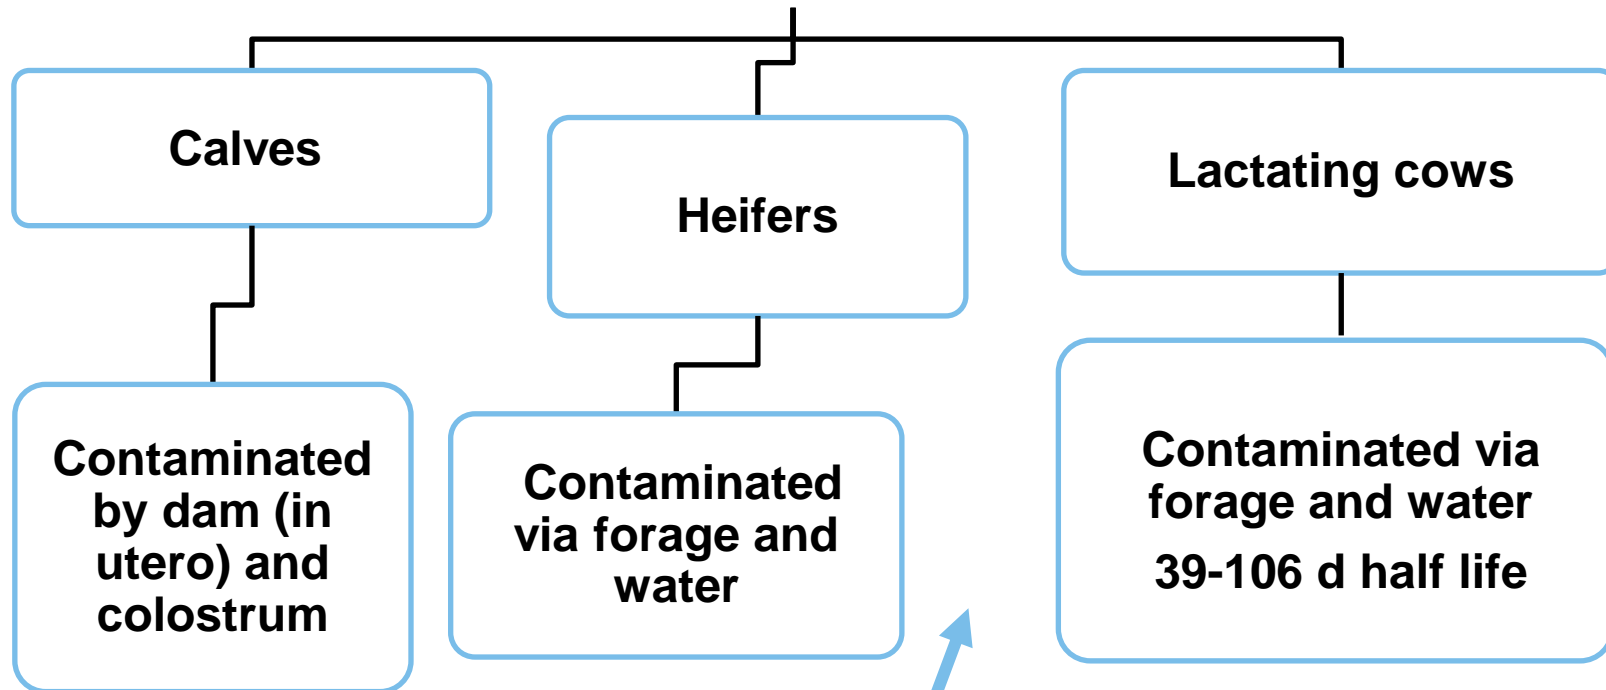 Calves
Heifers
Lactating cows
Contaminated
by dam (in
utero) and
colostrum
Contaminated
via forage and
water
Contaminated via
forage and water
39-106 d half life